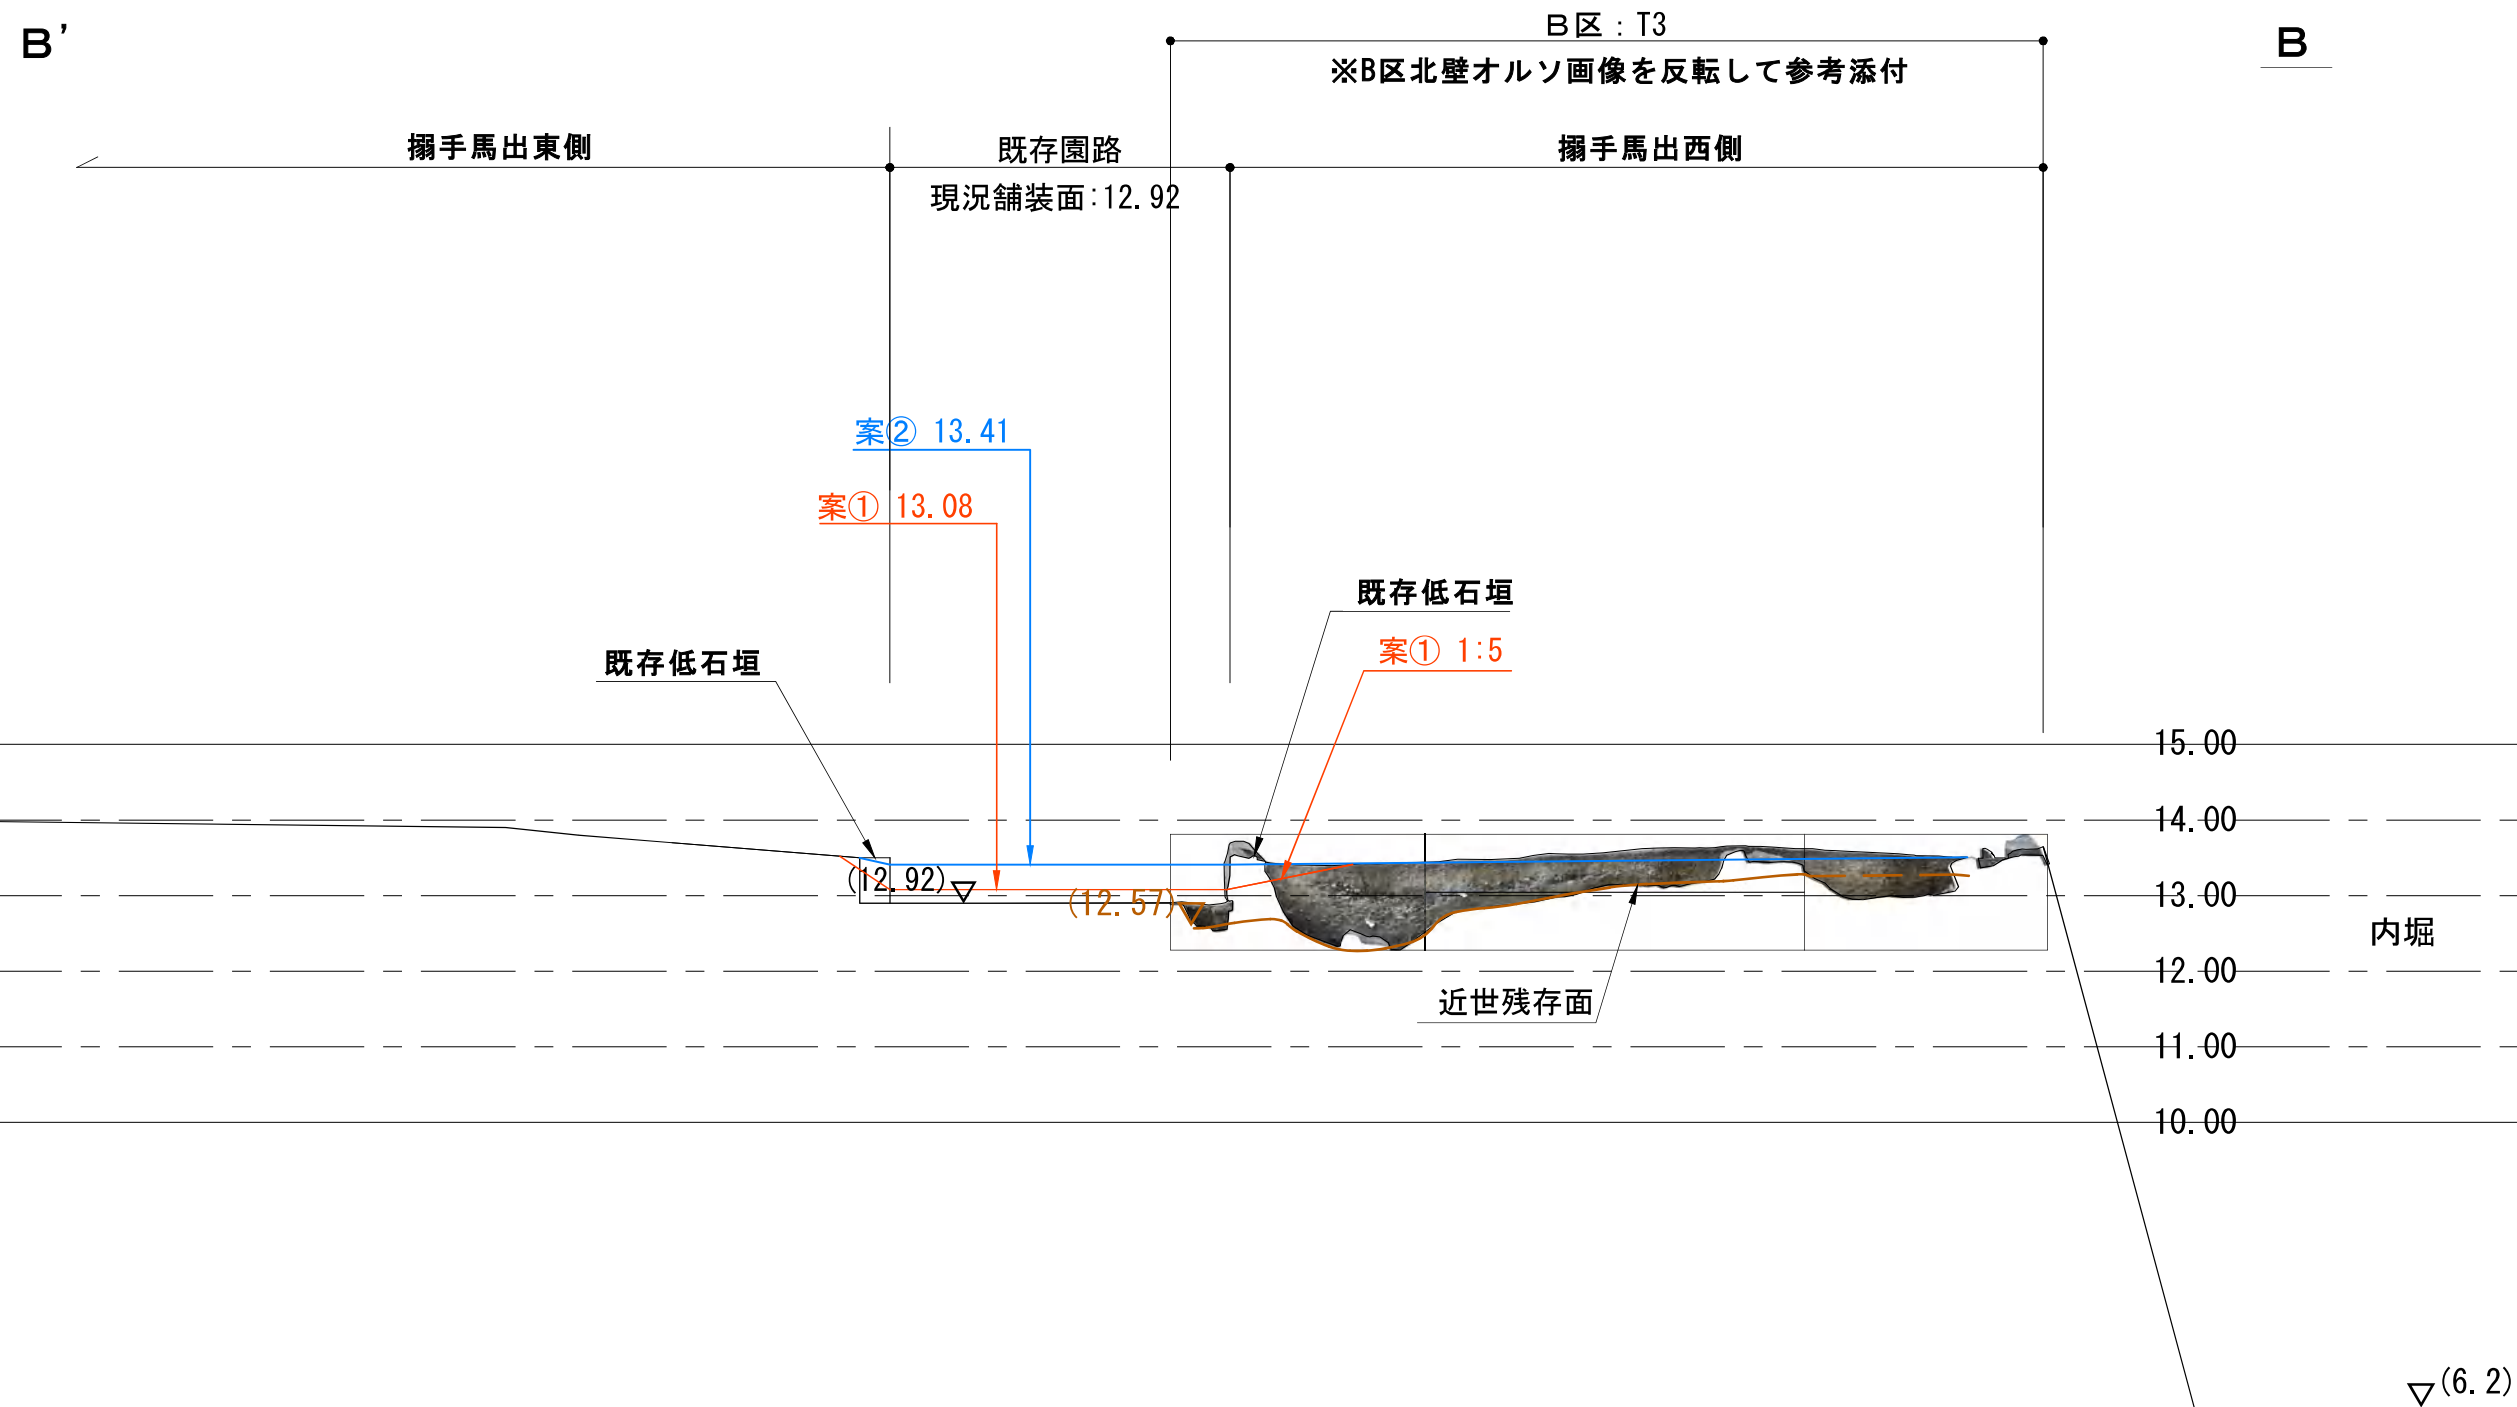 B'
B区：T3
B
※B区北壁オルソ画像を反転して参考添付
搦手馬出東側
既存園路
搦手馬出西側
現況舗装面:12.92
案② 13.41
案① 13.08
既存低石垣
案① 1:5
既存低石垣
15.00
14.00
(12.92)
(12.57)
13.00
内堀
12.00
近世残存面
11.00
10.00
(6.2)